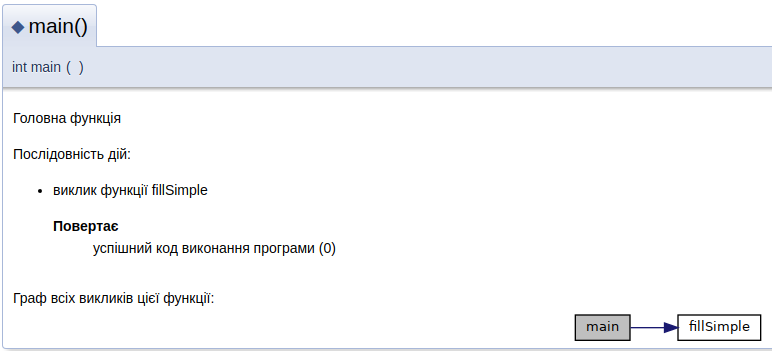 ◆ main()
int main ( )
Головна функція
Послідовність дій:
• виклик функції fillSimple
Повертає
успішний код виконання програми (0)
Граф всіх викликів цієї функції:
main fillSimple